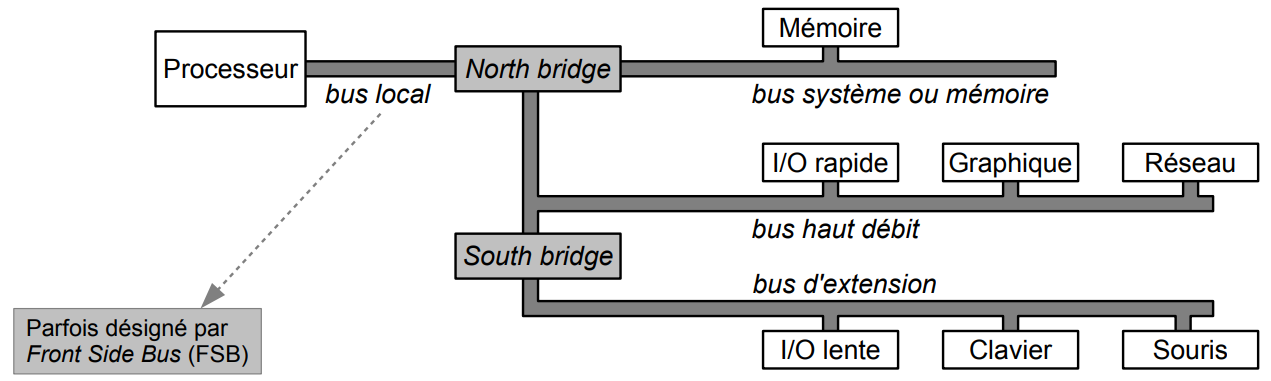 Mémoire
Processeur
North bridge
bus local
bus système ou mémoire
I/O rapide
Graphique
Réseau
bus haut débit
South bridge
bus d'extension
Parfois désigné par
Front Side Bus (FSB)
I/O lente
Clavier
Souris